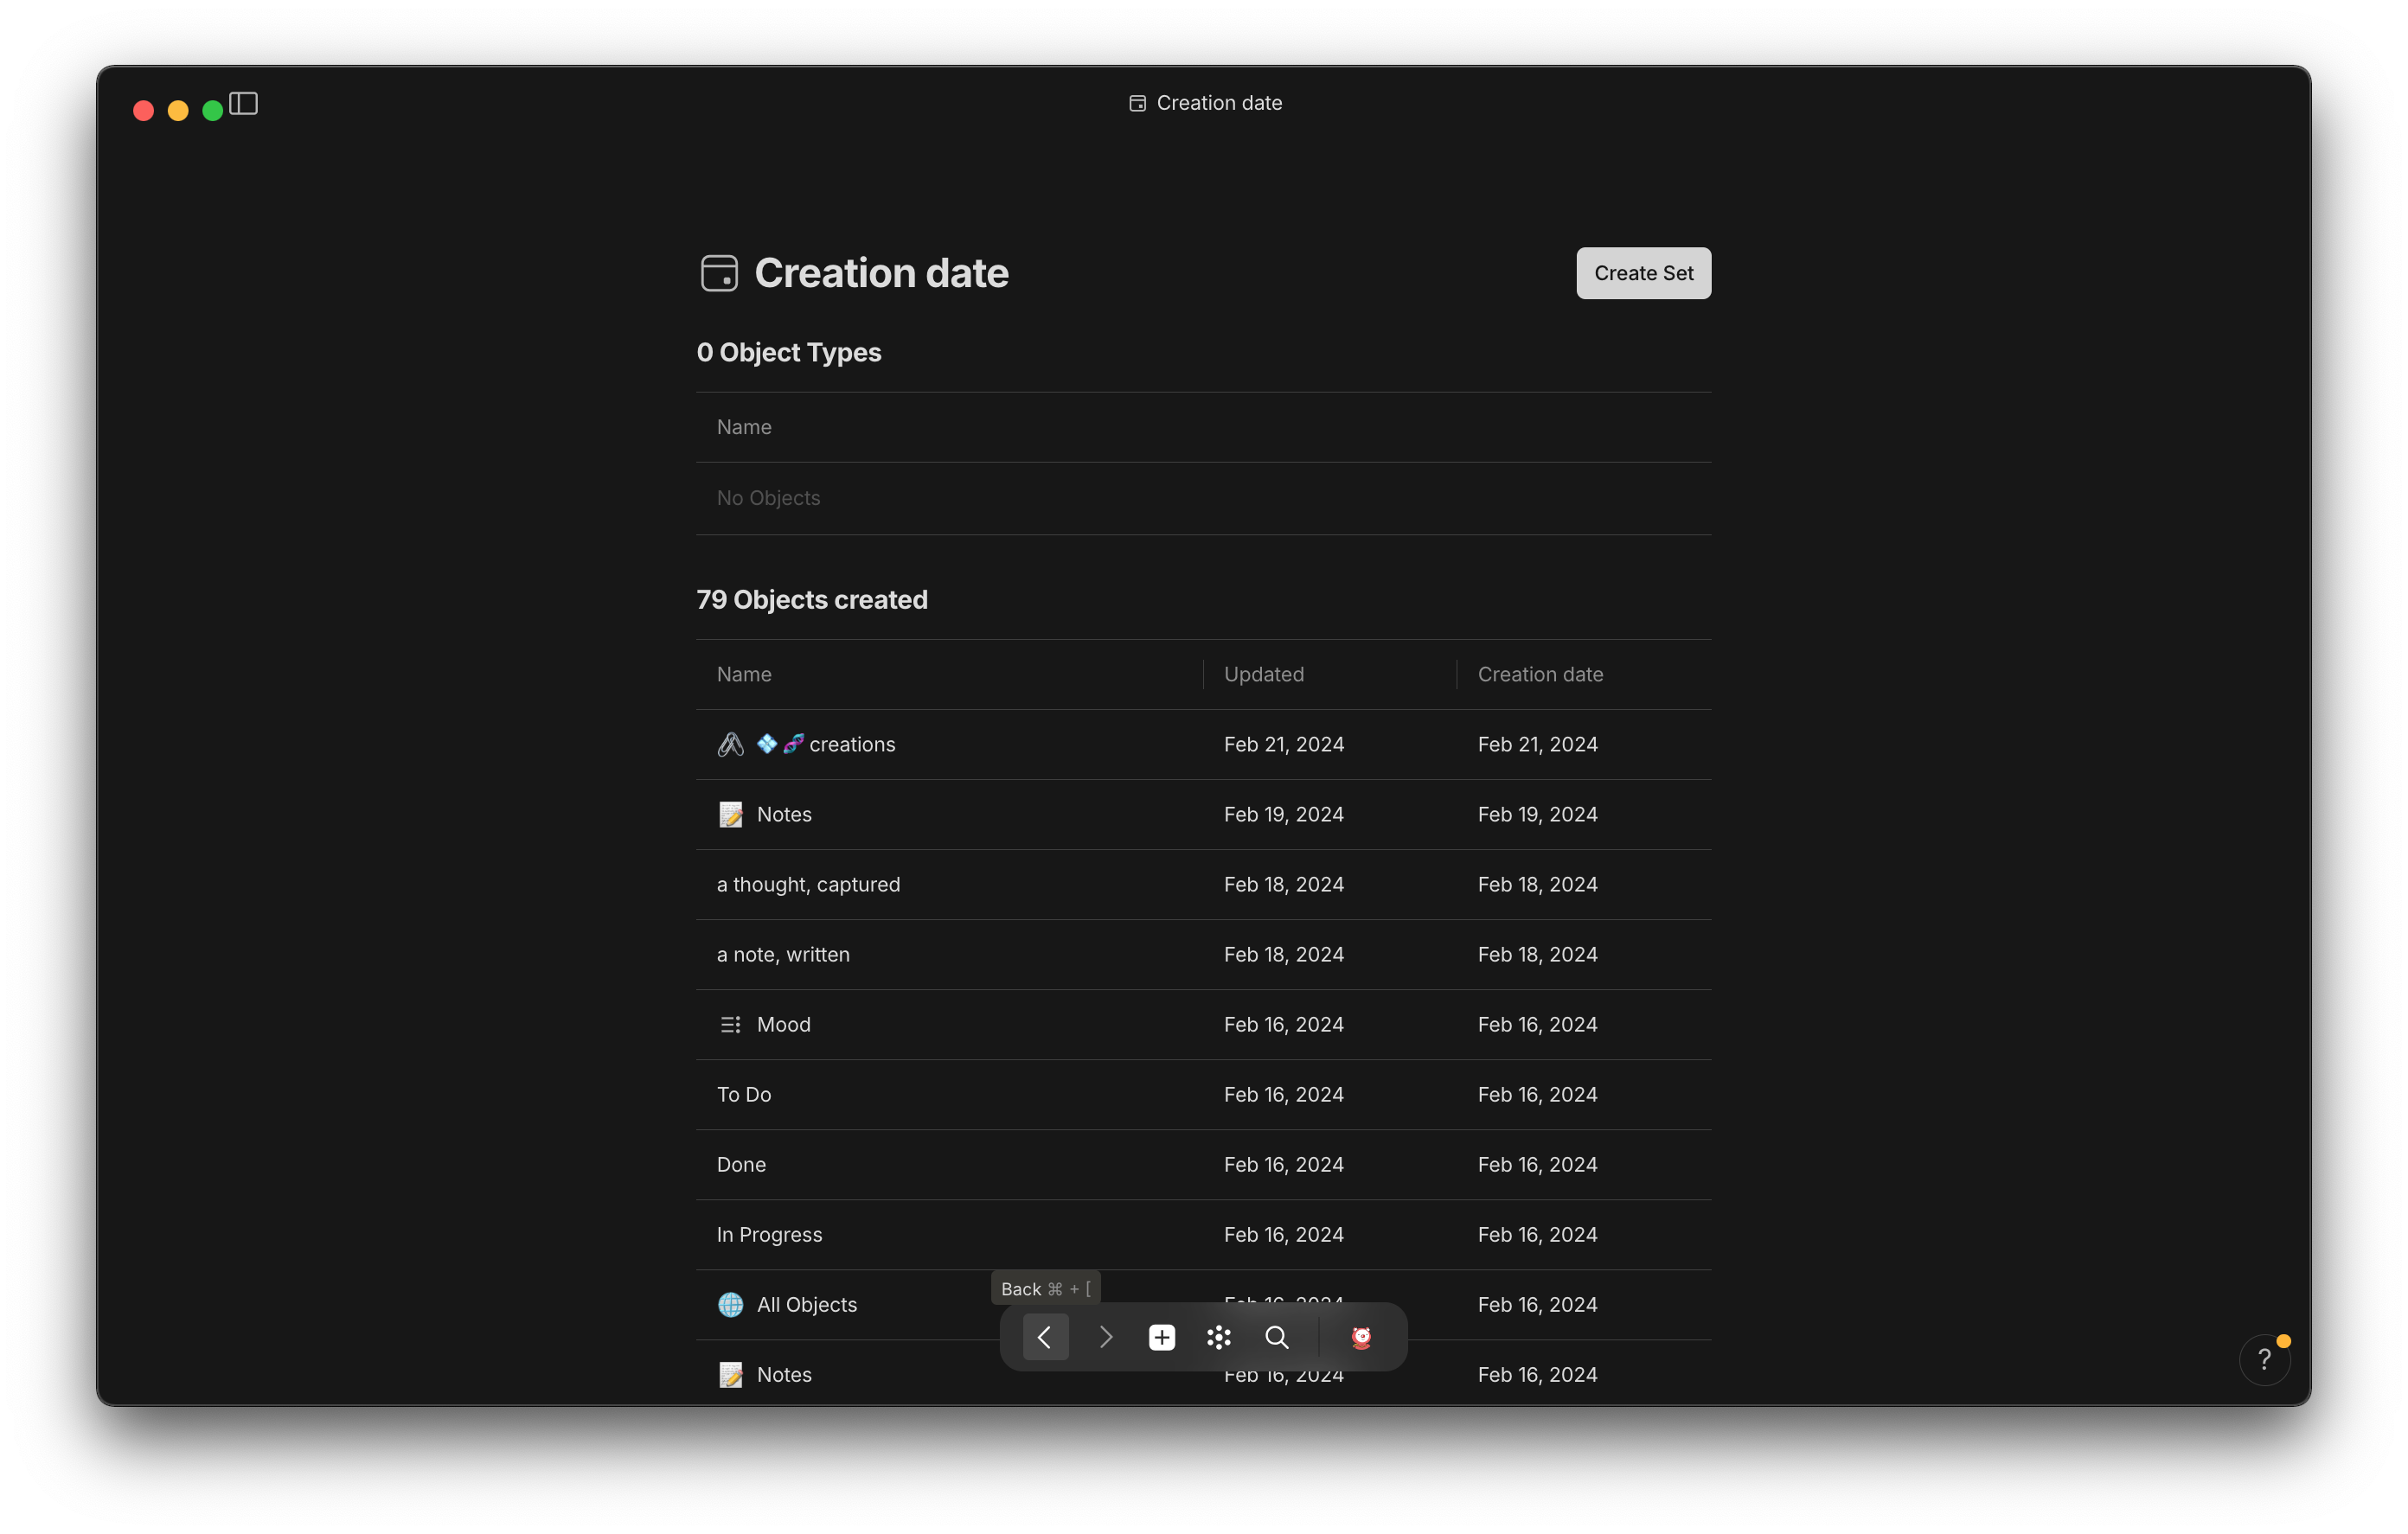 Creation date
Creation date
Create Set
0 Object Types
Name
No Objects
79 Objects created
Name Updated Creation date
creations Feb 21, 2024 Feb 21, 2024
Notes Feb 19, 2024 Feb 19, 2024
a thought, captured Feb 18, 2024 Feb 18, 2024
a note, written Feb 18, 2024 Feb 18, 2024
Mood Feb 16, 2024 Feb 16, 2024
To Do Feb 16, 2024 Feb 16, 2024
Done Feb 16, 2024 Feb 16, 2024
In Progress Feb 16, 2024 Feb 16, 2024
Back ⌘ + [
All Objects Feb 16, 2024 Feb 16, 2024
Notes Feb 16, 2024 Feb 16, 2024
?